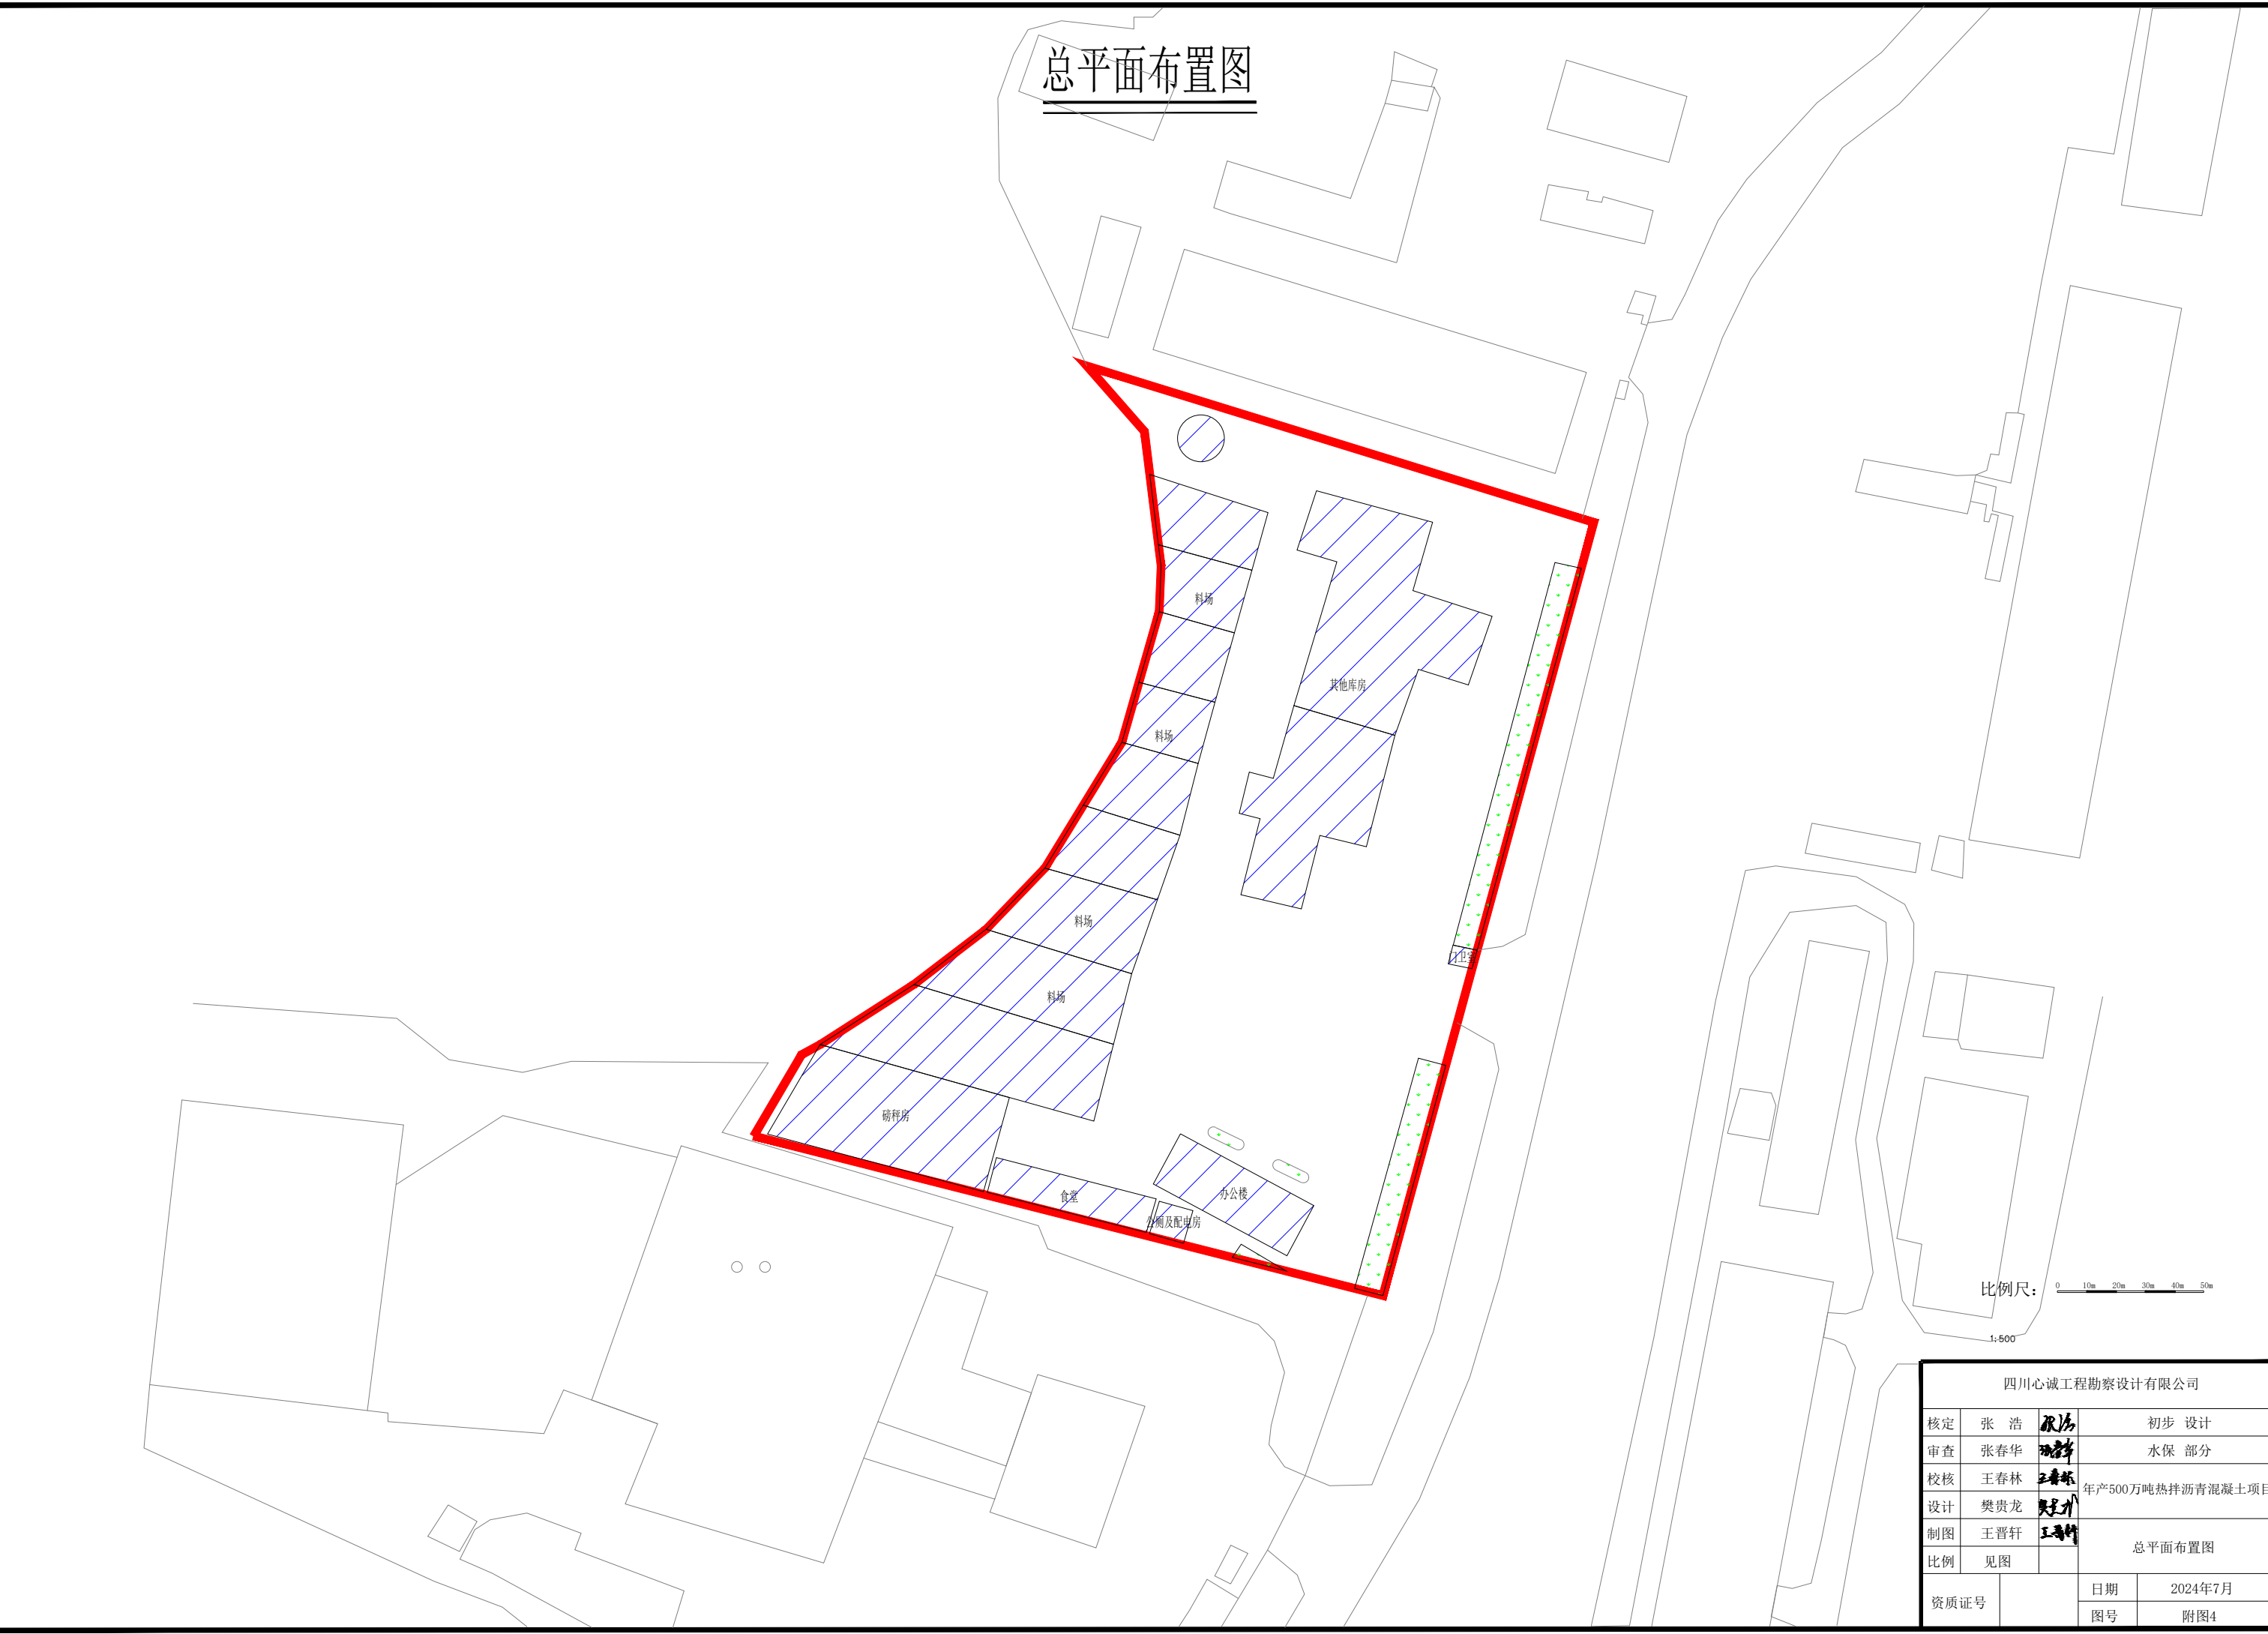 总平面布置图
料场
其他库房
料场
料场
门卫室
料场
磅秤房
食堂
办公楼
公厕及配电房
比例尺：
0 10m 20m 30m 40m 50m
1:500
四川心诚工程勘察设计有限公司
核定 张 浩 初步 设计
审查 张春华 水保 部分
校核 王春林
年产500万吨热拌沥青混凝土项目
设计 樊贵龙
制图 王晋轩
总平面布置图
比例 见图
资质证号
日期 2024年7月
图号 附图4